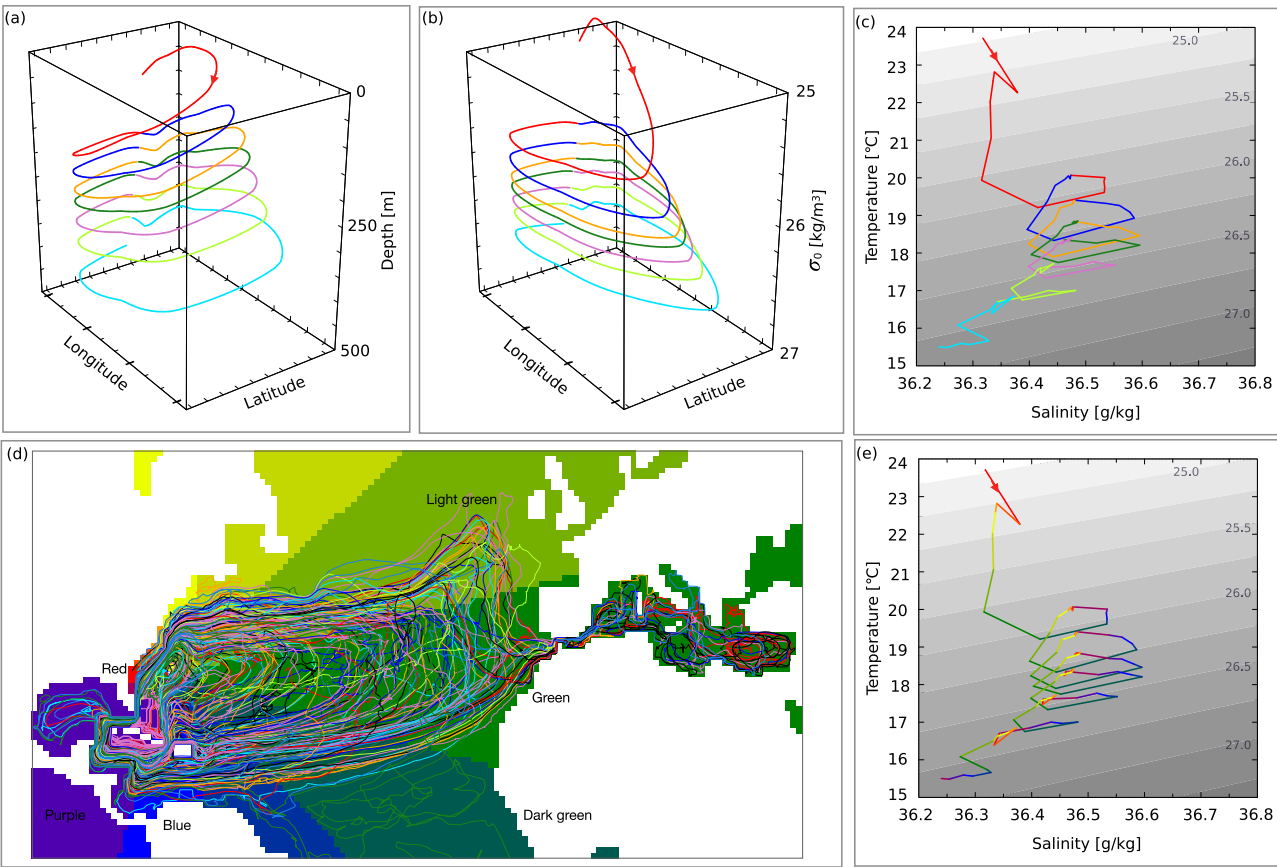 (a)
0
250
500
Depth [m]
Longitude
Latitude
(b)
25
26
27
σ₀ [kg/m³]
Longitude
Latitude
(c)
24
23
22
21
20
19
18
17
16
15
Temperature [°C]
36.2 36.3 36.4 36.5 36.6 36.7 36.8
Salinity [g/kg]
25.0
25.5
26.0
26.5
27.0
(d)
Light green
Red
Green
Purple
Blue
Dark green
(e)
24
23
22
21
20
19
18
17
16
15
Temperature [°C]
36.2 36.3 36.4 36.5 36.6 36.7 36.8
Salinity [g/kg]
25.0
25.5
26.0
26.5
27.0